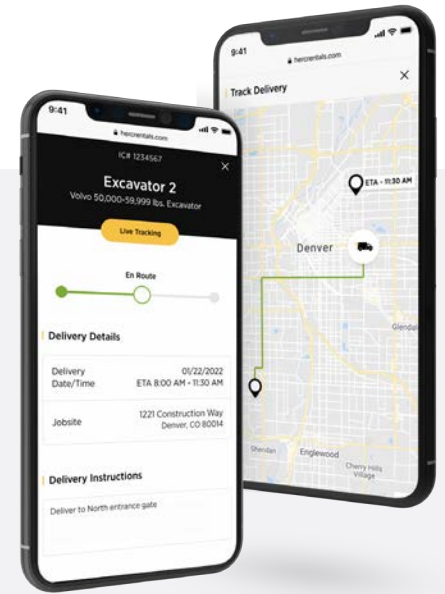 9:41
hercrentals.com
IC# 1234567
Excavator 2
Volvo 50,000-59,999 lbs. Excavator
Live Tracking
En Route
Delivery Details
Delivery Date/Time
01/22/2022
ETA 8:00 AM - 11:30 AM
Jobsite
1221 Construction Way
Denver, CO 80014
Delivery Instructions
Deliver to North entrance gate
9:41
hercrentals.com
Track Delivery
ETA - 11:30 AM
Denver
Glendal
Sheridan
Englewood
Cherry Hills
Village